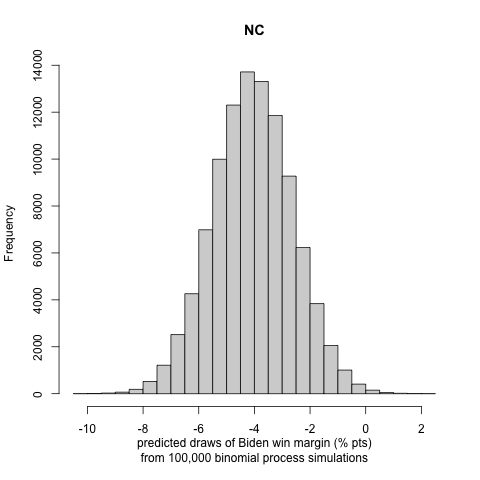 NC
14000
12000
10000
8000
6000
4000
2000
0
Frequency
-10 -8 -6 -4 -2 0 2
predicted draws of Biden win margin (% pts)
from 100,000 binomial process simulations